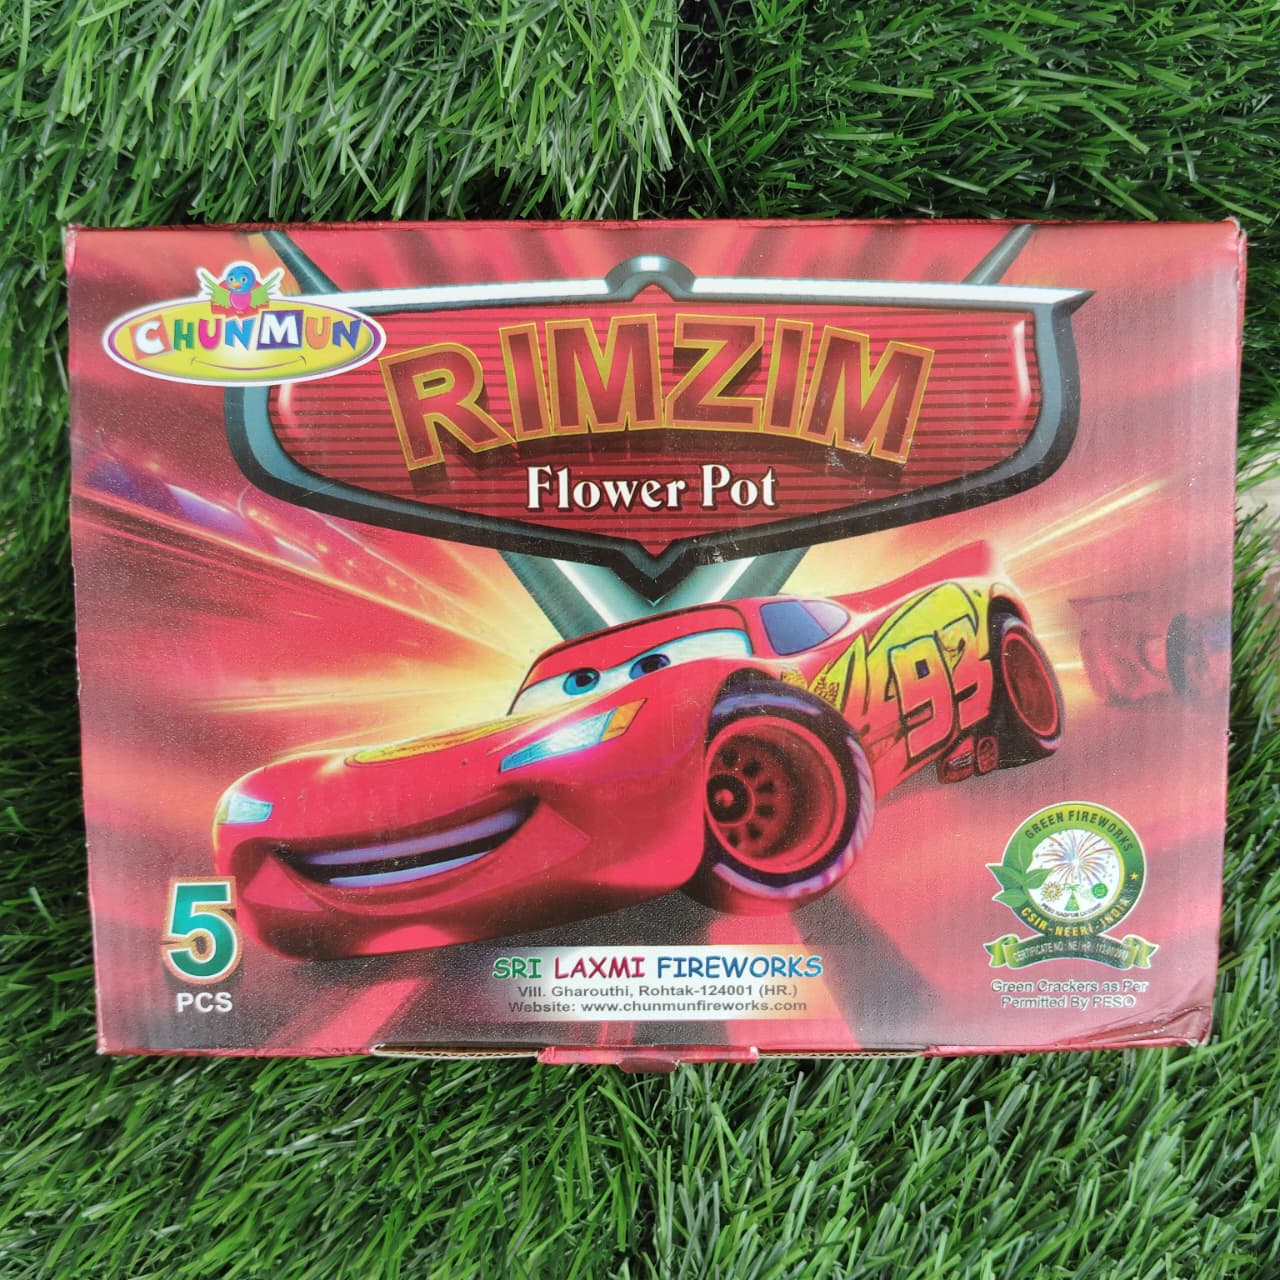 CHUNMUN
RIMZIM
Flower Pot
493
5
PCS
SRI LAXMI FIREWORKS
Vill. Gharouthi, Rohtak-124001 (HR.)
Website: www.chunmunfireworks.com
GREEN FIREWORKS
CSIR-NEERI-INDIA
Green Crackers as Per
Permitted By PESO